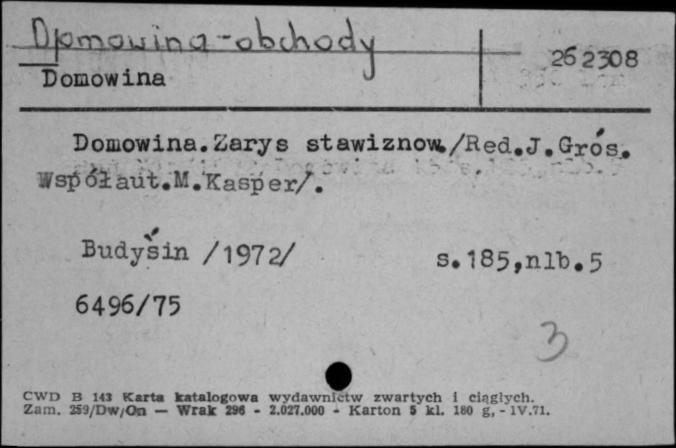 Domowina-obchody
262308
Domowina
Domowina.Zarys stawiznow./Red.J.Grós.
Współaut.M.Kasper/.
Budyšin /1972/ s.185,nlb.5
6496/75
3
CWD B 143 Karta katalogowa wydawnictw zwartych i ciągłych.
Zam. 259/Dw/On — Wrak 296 - 2.027.000 - Karton 5 kl. 180 g, - IV.71.